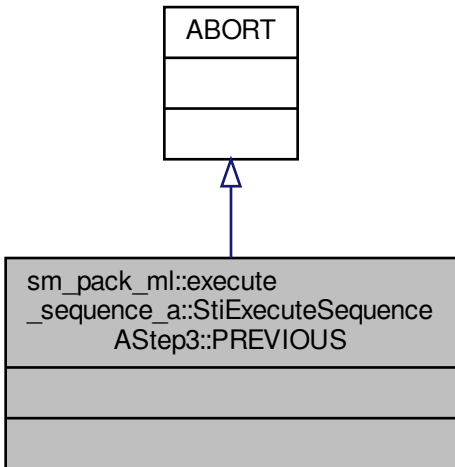 ABORT
sm_pack_ml::execute
_sequence_a::StiExecuteSequence
AStep3::PREVIOUS